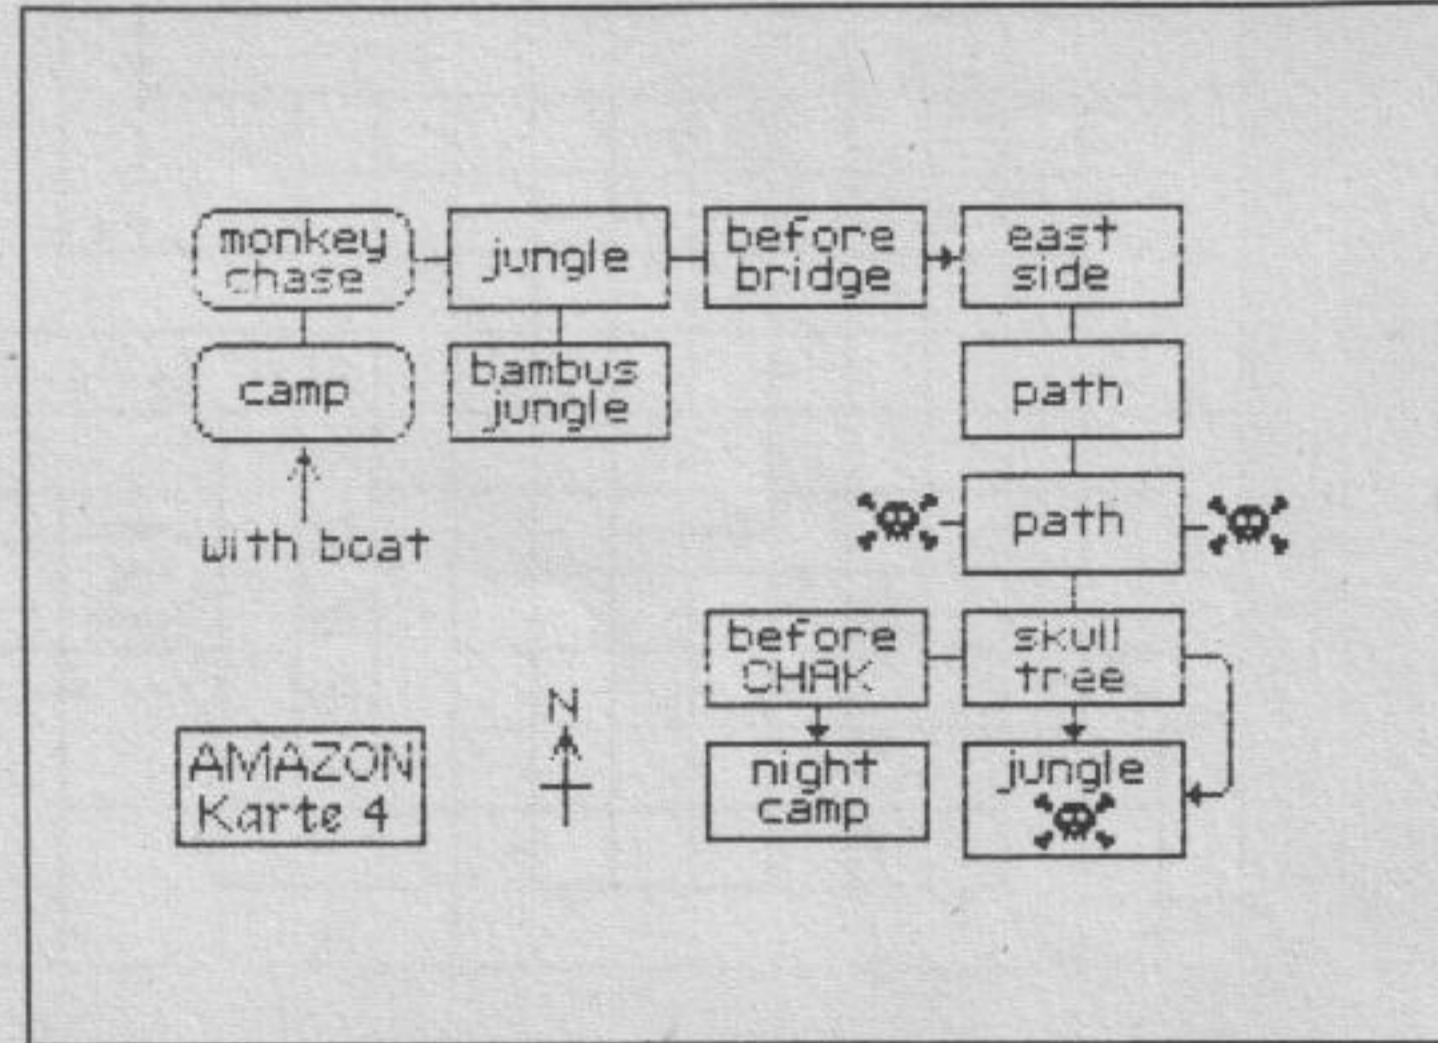 monkey
chase
jungle
before
bridge
east
side
camp
bambus
jungle
path
with boat
path
before
CHAK
skull
tree
N
AMAZON
Karte 4
night
camp
jungle